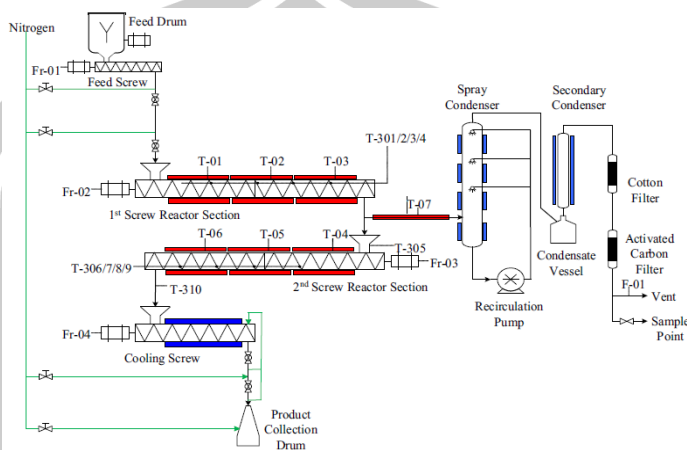 Nitrogen
Feed Drum
Fr-01
Feed Screw
Spray
Condenser
Secondary
Condenser
T-301/2/3/4
T-01
T-02
T-03
Fr-02
1st Screw Reactor Section
T-07
Cotton
Filter
T-06
T-05
T-04
T-305
T-306/7/8/9
Fr-03
2nd Screw Reactor Section
T-310
Condensate
Vessel
Activated
Carbon
Filter
F-01
Vent
Recirculation
Pump
Sample
Point
Fr-04
Cooling Screw
Product
Collection
Drum